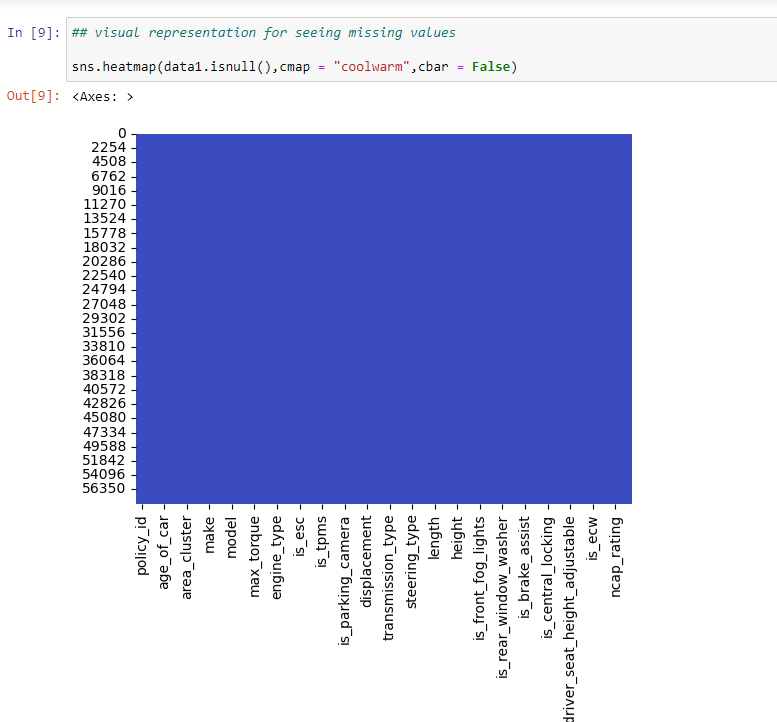 In [9]: ## visual representation for seeing missing values
sns.heatmap(data1.isnull(),cmap = "coolwarm",cbar = False)
Out[9]: <Axes: >
0
2254
4508
6762
9016
11270
13524
15778
18032
20286
22540
24794
27048
29302
31556
33810
36064
38318
40572
42826
45080
47334
49588
51842
54096
56350
policy_id
age_of_car
area_cluster
make
model
max_torque
engine_type
is_esc
is_tpms
is_parking_camera
displacement
transmission_type
steering_type
length
height
is_front_fog_lights
is_rear_window_washer
is_brake_assist
is_central_locking
driver_seat_height_adjustable
is_ecw
ncap_rating